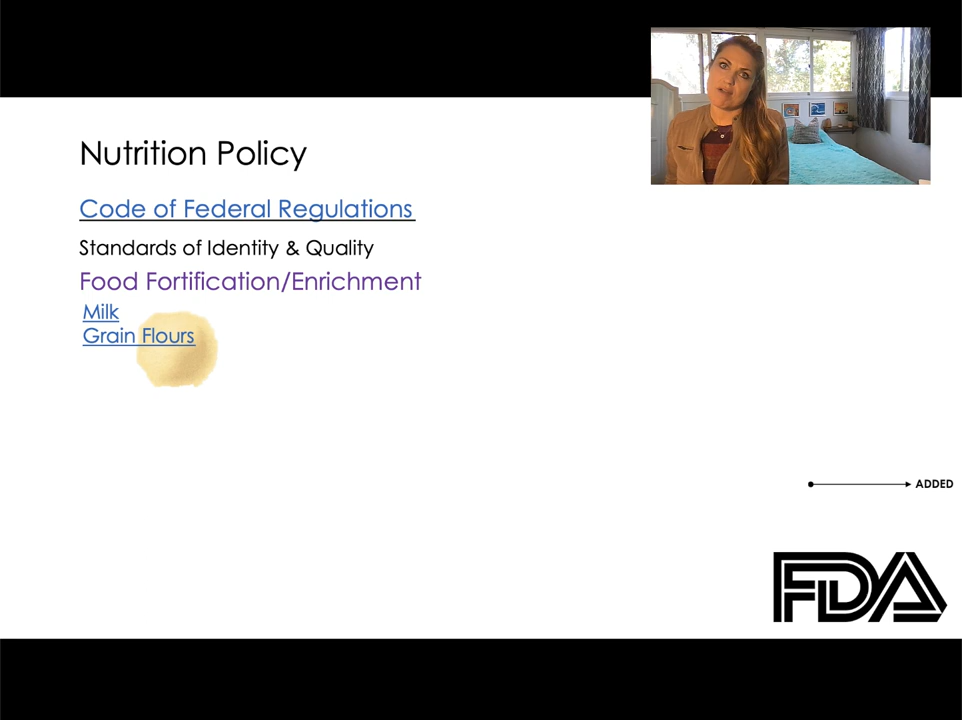 Nutrition Policy
Code of Federal Regulations
Standards of Identity & Quality
Food Fortification/Enrichment
Milk
Grain Flours
ADDED
FDA